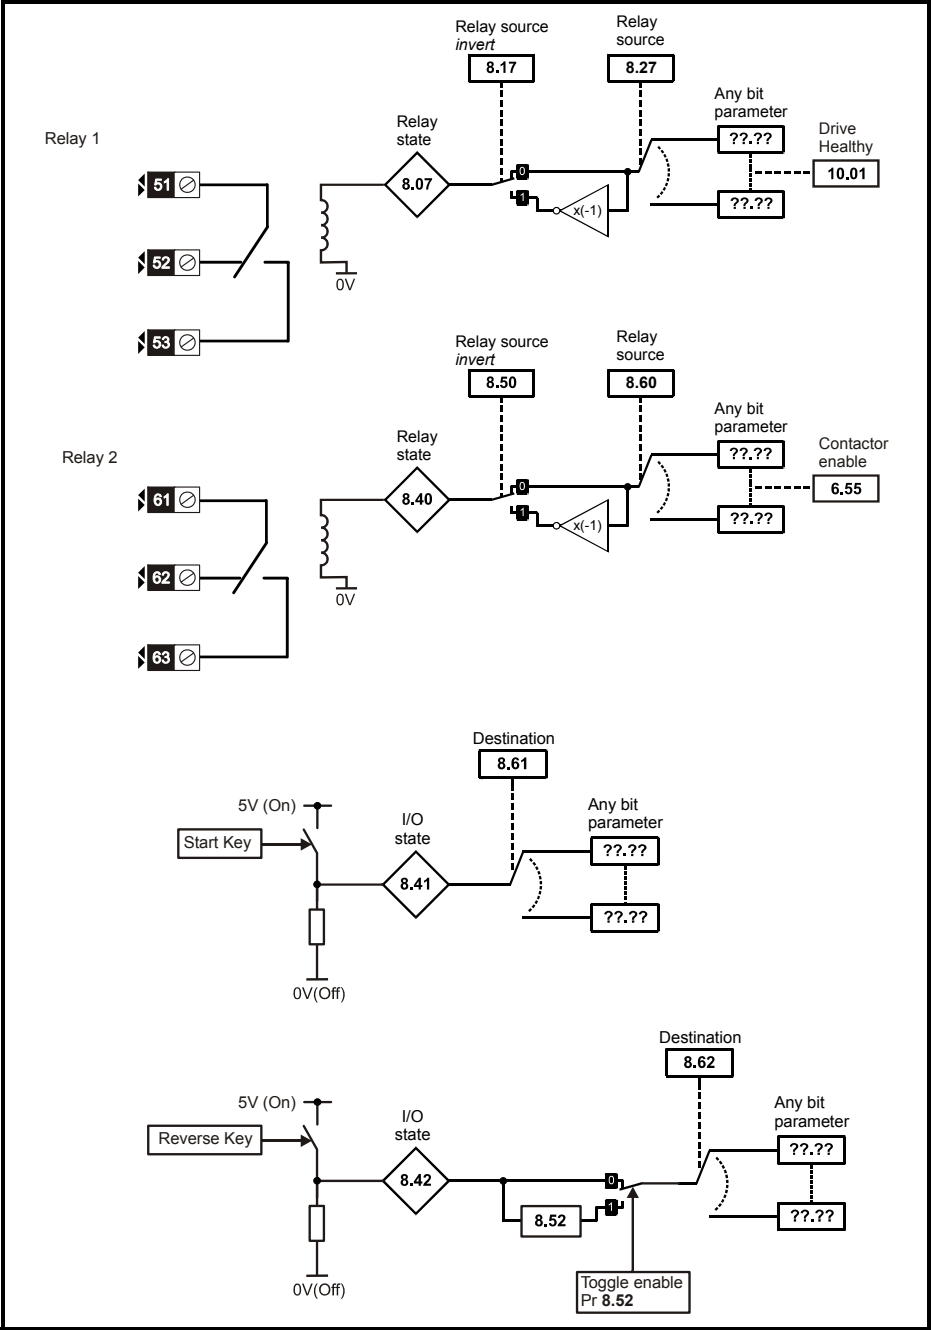 Relay source
invert
8.17
Relay
source
8.27
Any bit
parameter
??.??
??.??
Drive
Healthy
10.01
Relay 1
Relay
state
8.07
0
1
x(-1)
51
52
53
0V
Relay source
invert
8.50
Relay
source
8.60
Any bit
parameter
??.??
??.??
Contactor
enable
6.55
Relay 2
Relay
state
8.40
0
1
x(-1)
61
62
63
0V
Destination
8.61
5V (On)
Start Key
I/O
state
8.41
Any bit
parameter
??.??
??.??
0V(Off)
Destination
8.62
5V (On)
Reverse Key
I/O
state
8.42
Any bit
parameter
??.??
??.??
0
1
8.52
0V(Off)
Toggle enable
Pr 8.52